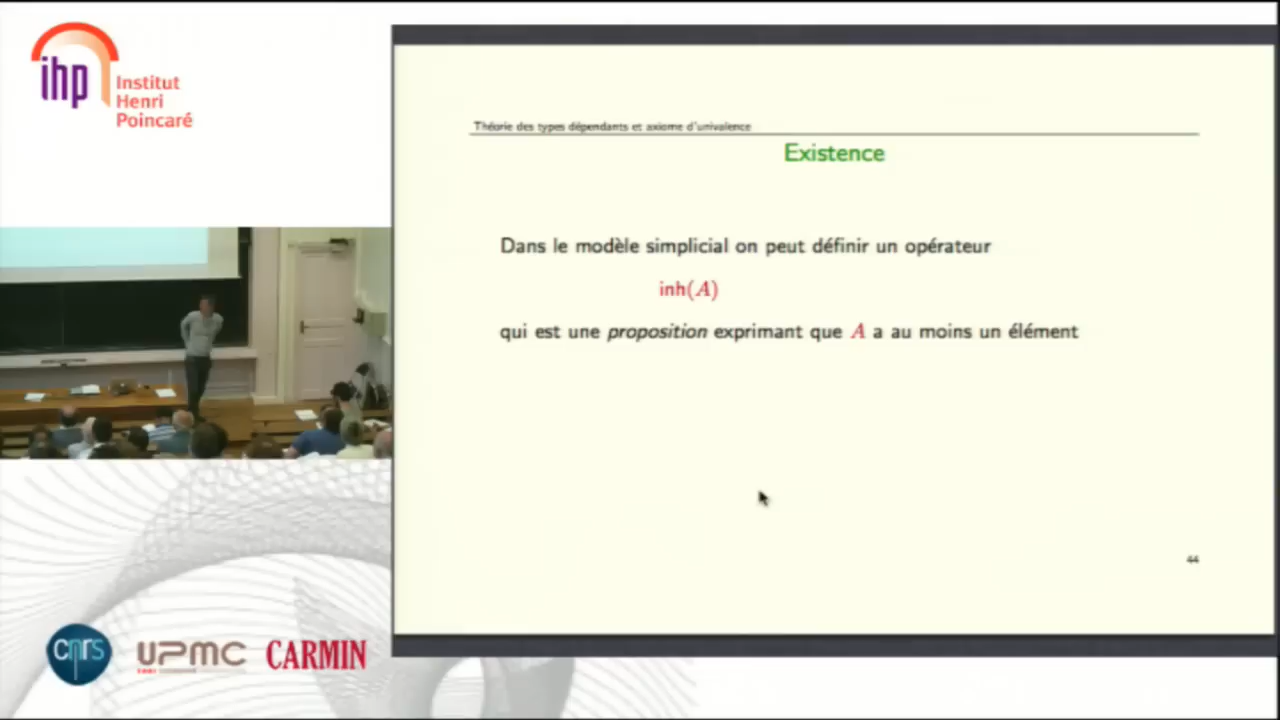 ihp
Institut
Henri
Poincaré
Théorie des types dépendants et axiome d'univalence
Existence
Dans le modèle simplicial on peut définir un opérateur
inh(A)
qui est une proposition exprimant que A a au moins un élément
44
cnrs
UPMC
CARMIN